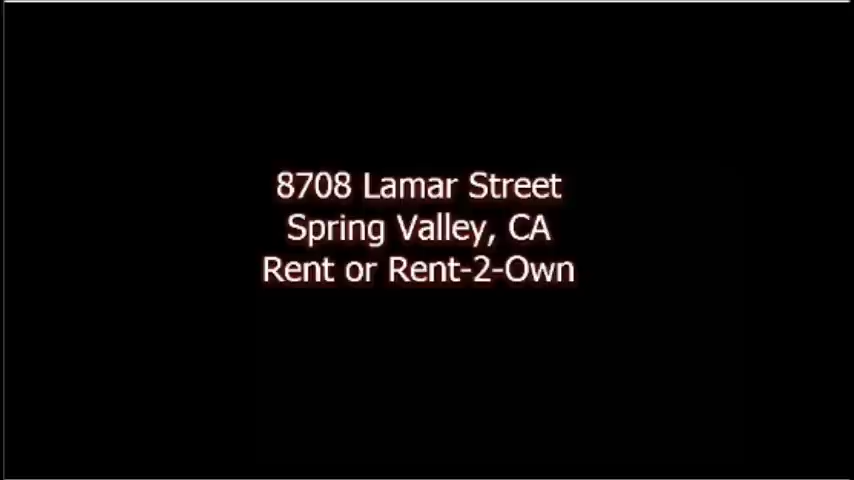 8708 Lamar Street
Spring Valley, CA
Rent or Rent-2-Own